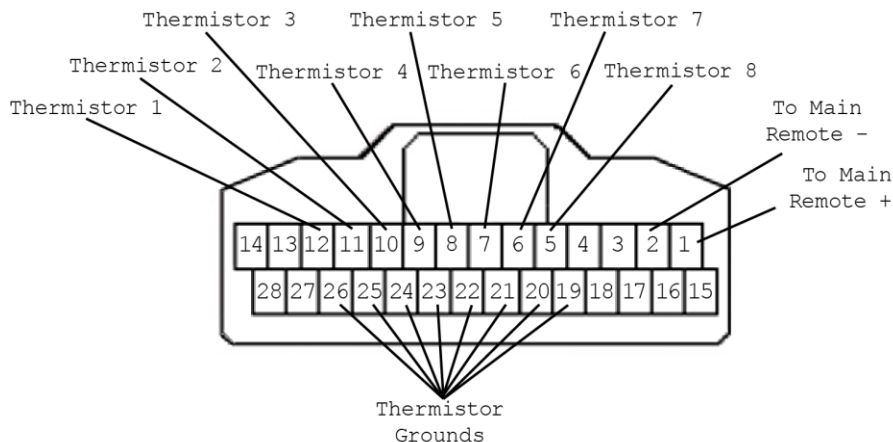 Thermistor 3
Thermistor 5
Thermistor 7
Thermistor 2
Thermistor 4
Thermistor 6
Thermistor 8
Thermistor 1
To Main
Remote –
To Main
Remote +
14 13 12 11 10 9 8 7 6 5 4 3 2 1
28 27 26 25 24 23 22 21 20 19 18 17 16 15
Thermistor
Grounds